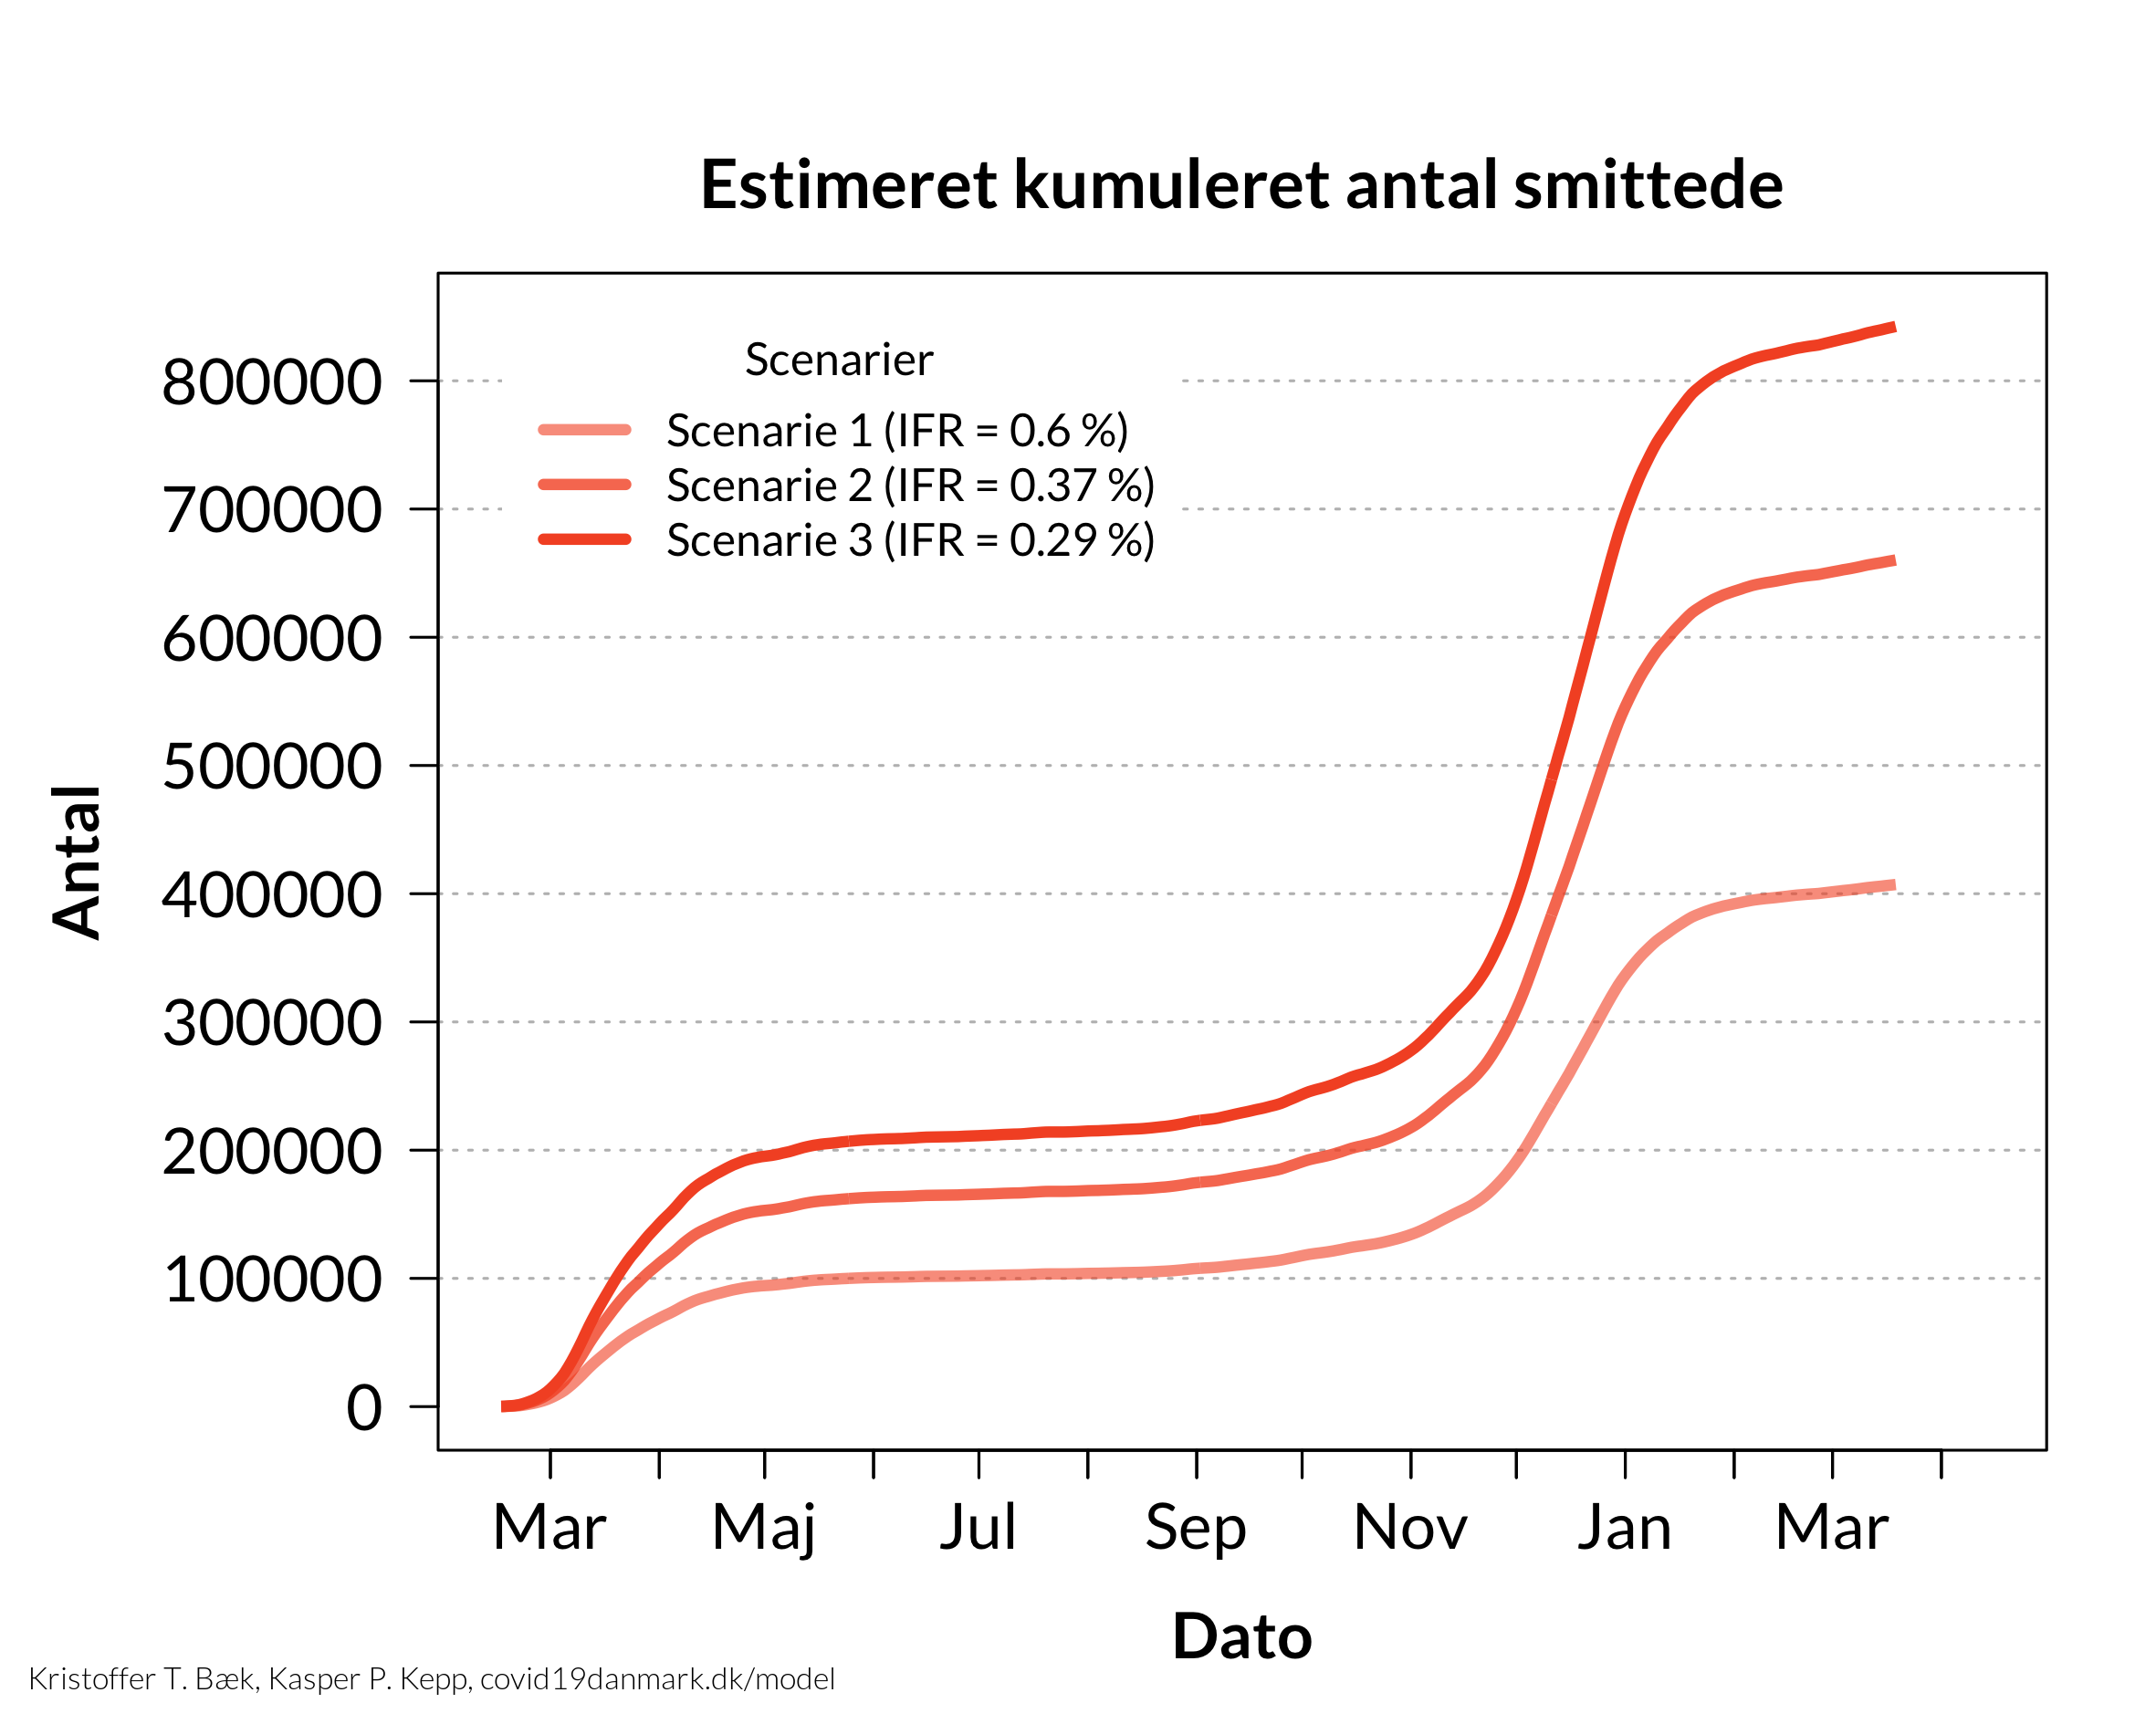 Estimeret kumuleret antal smittede
Scenarier
Scenarie 1 (IFR = 0.6 %)
Scenarie 2 (IFR = 0.37 %)
Scenarie 3 (IFR = 0.29 %)
800000
700000
600000
500000
400000
300000
200000
100000
0
Antal
Mar Maj Jul Sep Nov Jan Mar
Dato
Kristoffer T. Bæk, Kasper P. Kepp, covid19danmark.dk/model